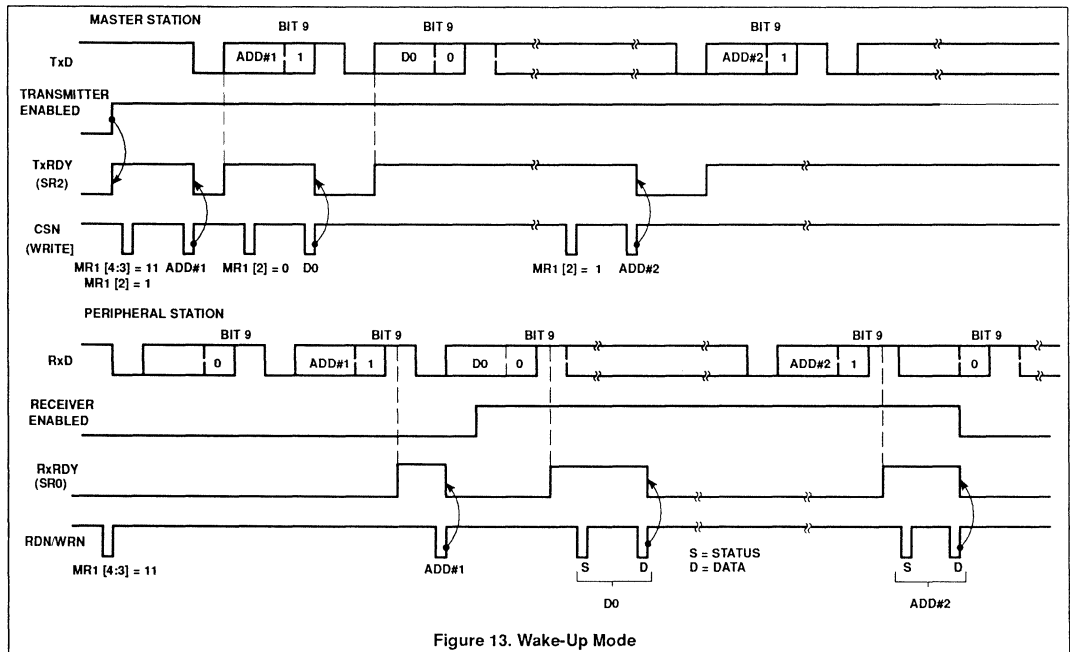 MASTER STATION
BIT 9 BIT 9 BIT 9
TxD ADD#1 1 D0 0 ADD#2 1
TRANSMITTER
ENABLED
TxRDY
(SR2)
CSN
(WRITE]
MR1 [4:3] = 11 ADD#1 MR1 [2] = 0 D0 MR1 [2] = 1 ADD#2
MR1 [2] = 1
PERIPHERAL STATION
BIT 9 BIT 9 BIT 9 BIT 9 BIT 9
RxD 0 ADD#1 1 D0 0 ADD#2 1 0
RECEIVER
ENABLED
RxRDY
(SR0)
RDN/WRN
MR1 [4:3] = 11 ADD#1 S D S = STATUS S D
D = DATA
D0 ADD#2
Figure 13. Wake-Up Mode